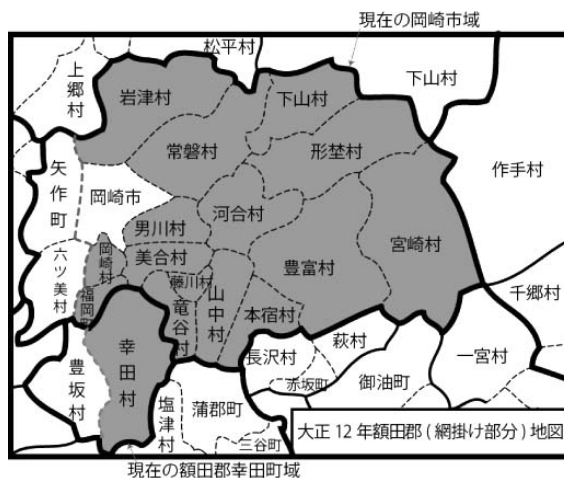 現在の岡崎市域
松平村
上郷村
岩津村
下山村
下山村
常磐村
形埜村
作手村
矢作町
岡崎市
河合村
男川村
宮崎村
岡崎村
美合村
六ツ美村
藤川村
豊富村
福岡町
竜谷村
山中村
千郷村
本宿村
幸田村
萩村
長沢村
一宮村
豊坂村
赤坂町
御油町
塩津村
蒲郡町
大正12年額田郡(網掛け部分)地図
三谷町
現在の額田郡幸田町域